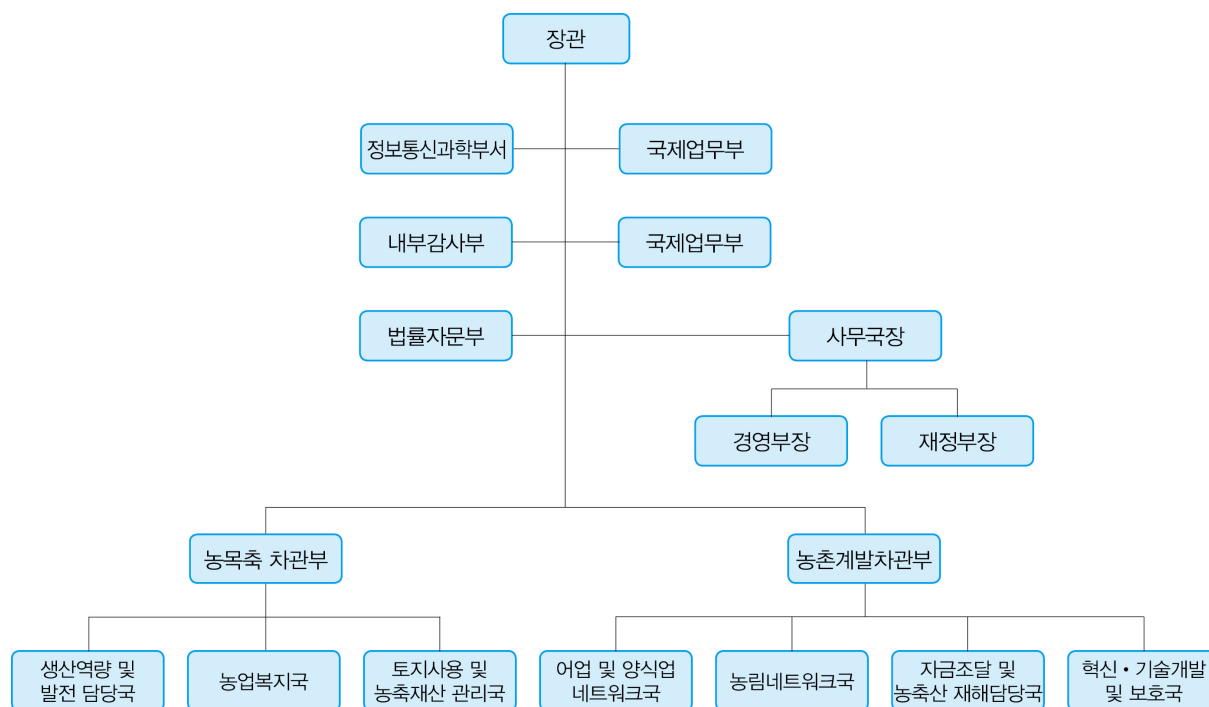 장관
정보통신과학부서
국제업무부
내부감사부
국제업무부
법률자문부
사무국장
경영부장
재정부장
농목축 차관부
농촌계발차관부
생산역량 및
발전 담당국
농업복지국
토지사용 및
농축재산 관리국
어업 및 양식업
네트워크국
농림네트워크국
자금조달 및
농축산 재해담당국
혁신・기술개발
및 보호국